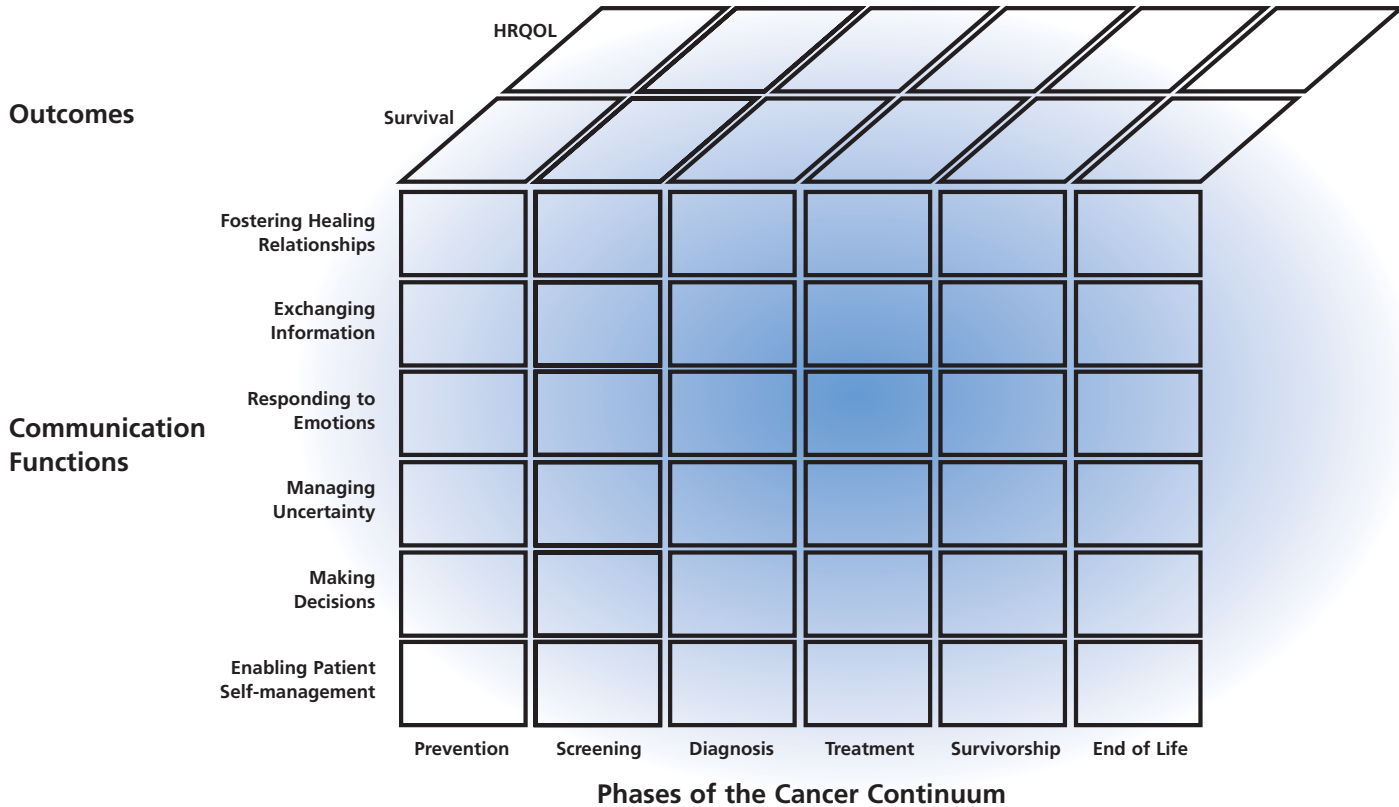 HRQOL
Outcomes
Survival
Fostering Healing
Relationships
Exchanging
Information
Responding to
Emotions
Communication
Functions
Managing
Uncertainty
Making
Decisions
Enabling Patient
Self-management
Prevention Screening Diagnosis Treatment Survivorship End of Life
Phases of the Cancer Continuum